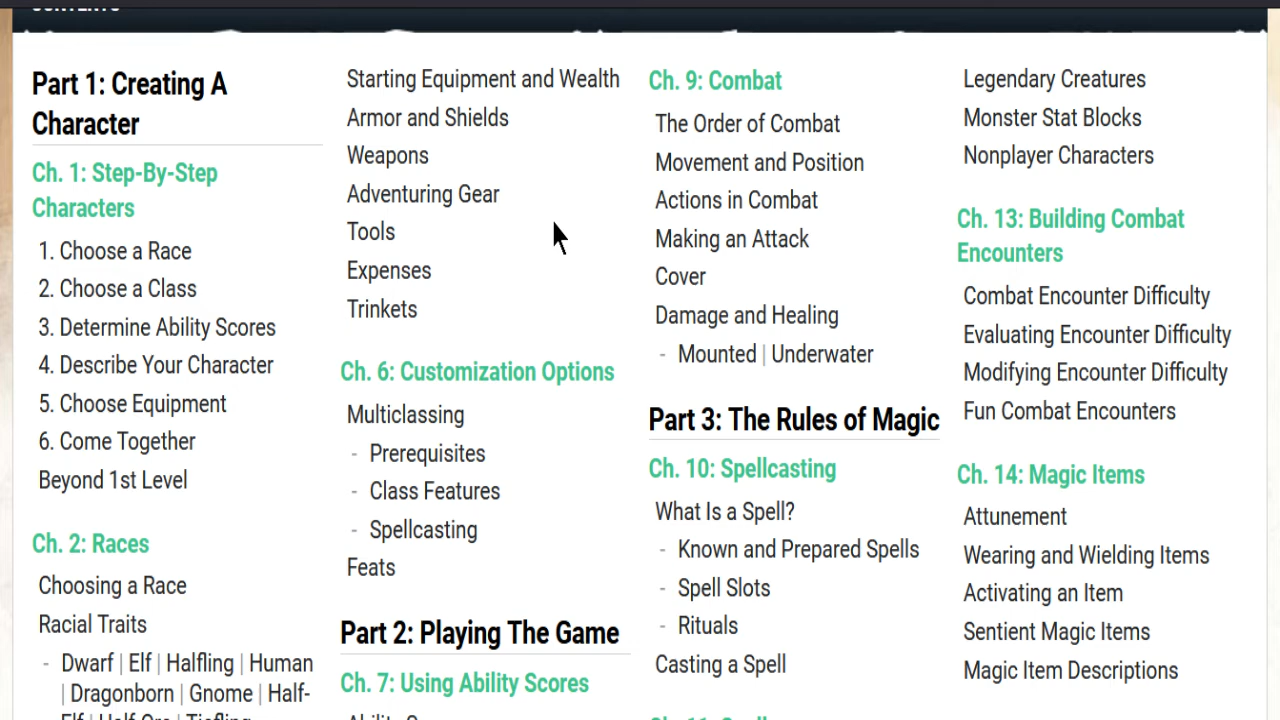 CONTENTS
Part 1: Creating A
Character
Ch. 1: Step-By-Step
Characters
1. Choose a Race
2. Choose a Class
3. Determine Ability Scores
4. Describe Your Character
5. Choose Equipment
6. Come Together
Beyond 1st Level
Ch. 2: Races
Choosing a Race
Racial Traits
- Dwarf | Elf | Halfling | Human
| Dragonborn | Gnome | Half-
Elf | Half-Orc | Tiefling
Starting Equipment and Wealth
Armor and Shields
Weapons
Adventuring Gear
Tools
Expenses
Trinkets
Ch. 6: Customization Options
Multiclassing
- Prerequisites
- Class Features
- Spellcasting
Feats
Part 2: Playing The Game
Ch. 7: Using Ability Scores
Ch. 9: Combat
The Order of Combat
Movement and Position
Actions in Combat
Making an Attack
Cover
Damage and Healing
- Mounted | Underwater
Part 3: The Rules of Magic
Ch. 10: Spellcasting
What Is a Spell?
- Known and Prepared Spells
- Spell Slots
- Rituals
Casting a Spell
Legendary Creatures
Monster Stat Blocks
Nonplayer Characters
Ch. 13: Building Combat
Encounters
Combat Encounter Difficulty
Evaluating Encounter Difficulty
Modifying Encounter Difficulty
Fun Combat Encounters
Ch. 14: Magic Items
Attunement
Wearing and Wielding Items
Activating an Item
Sentient Magic Items
Magic Item Descriptions